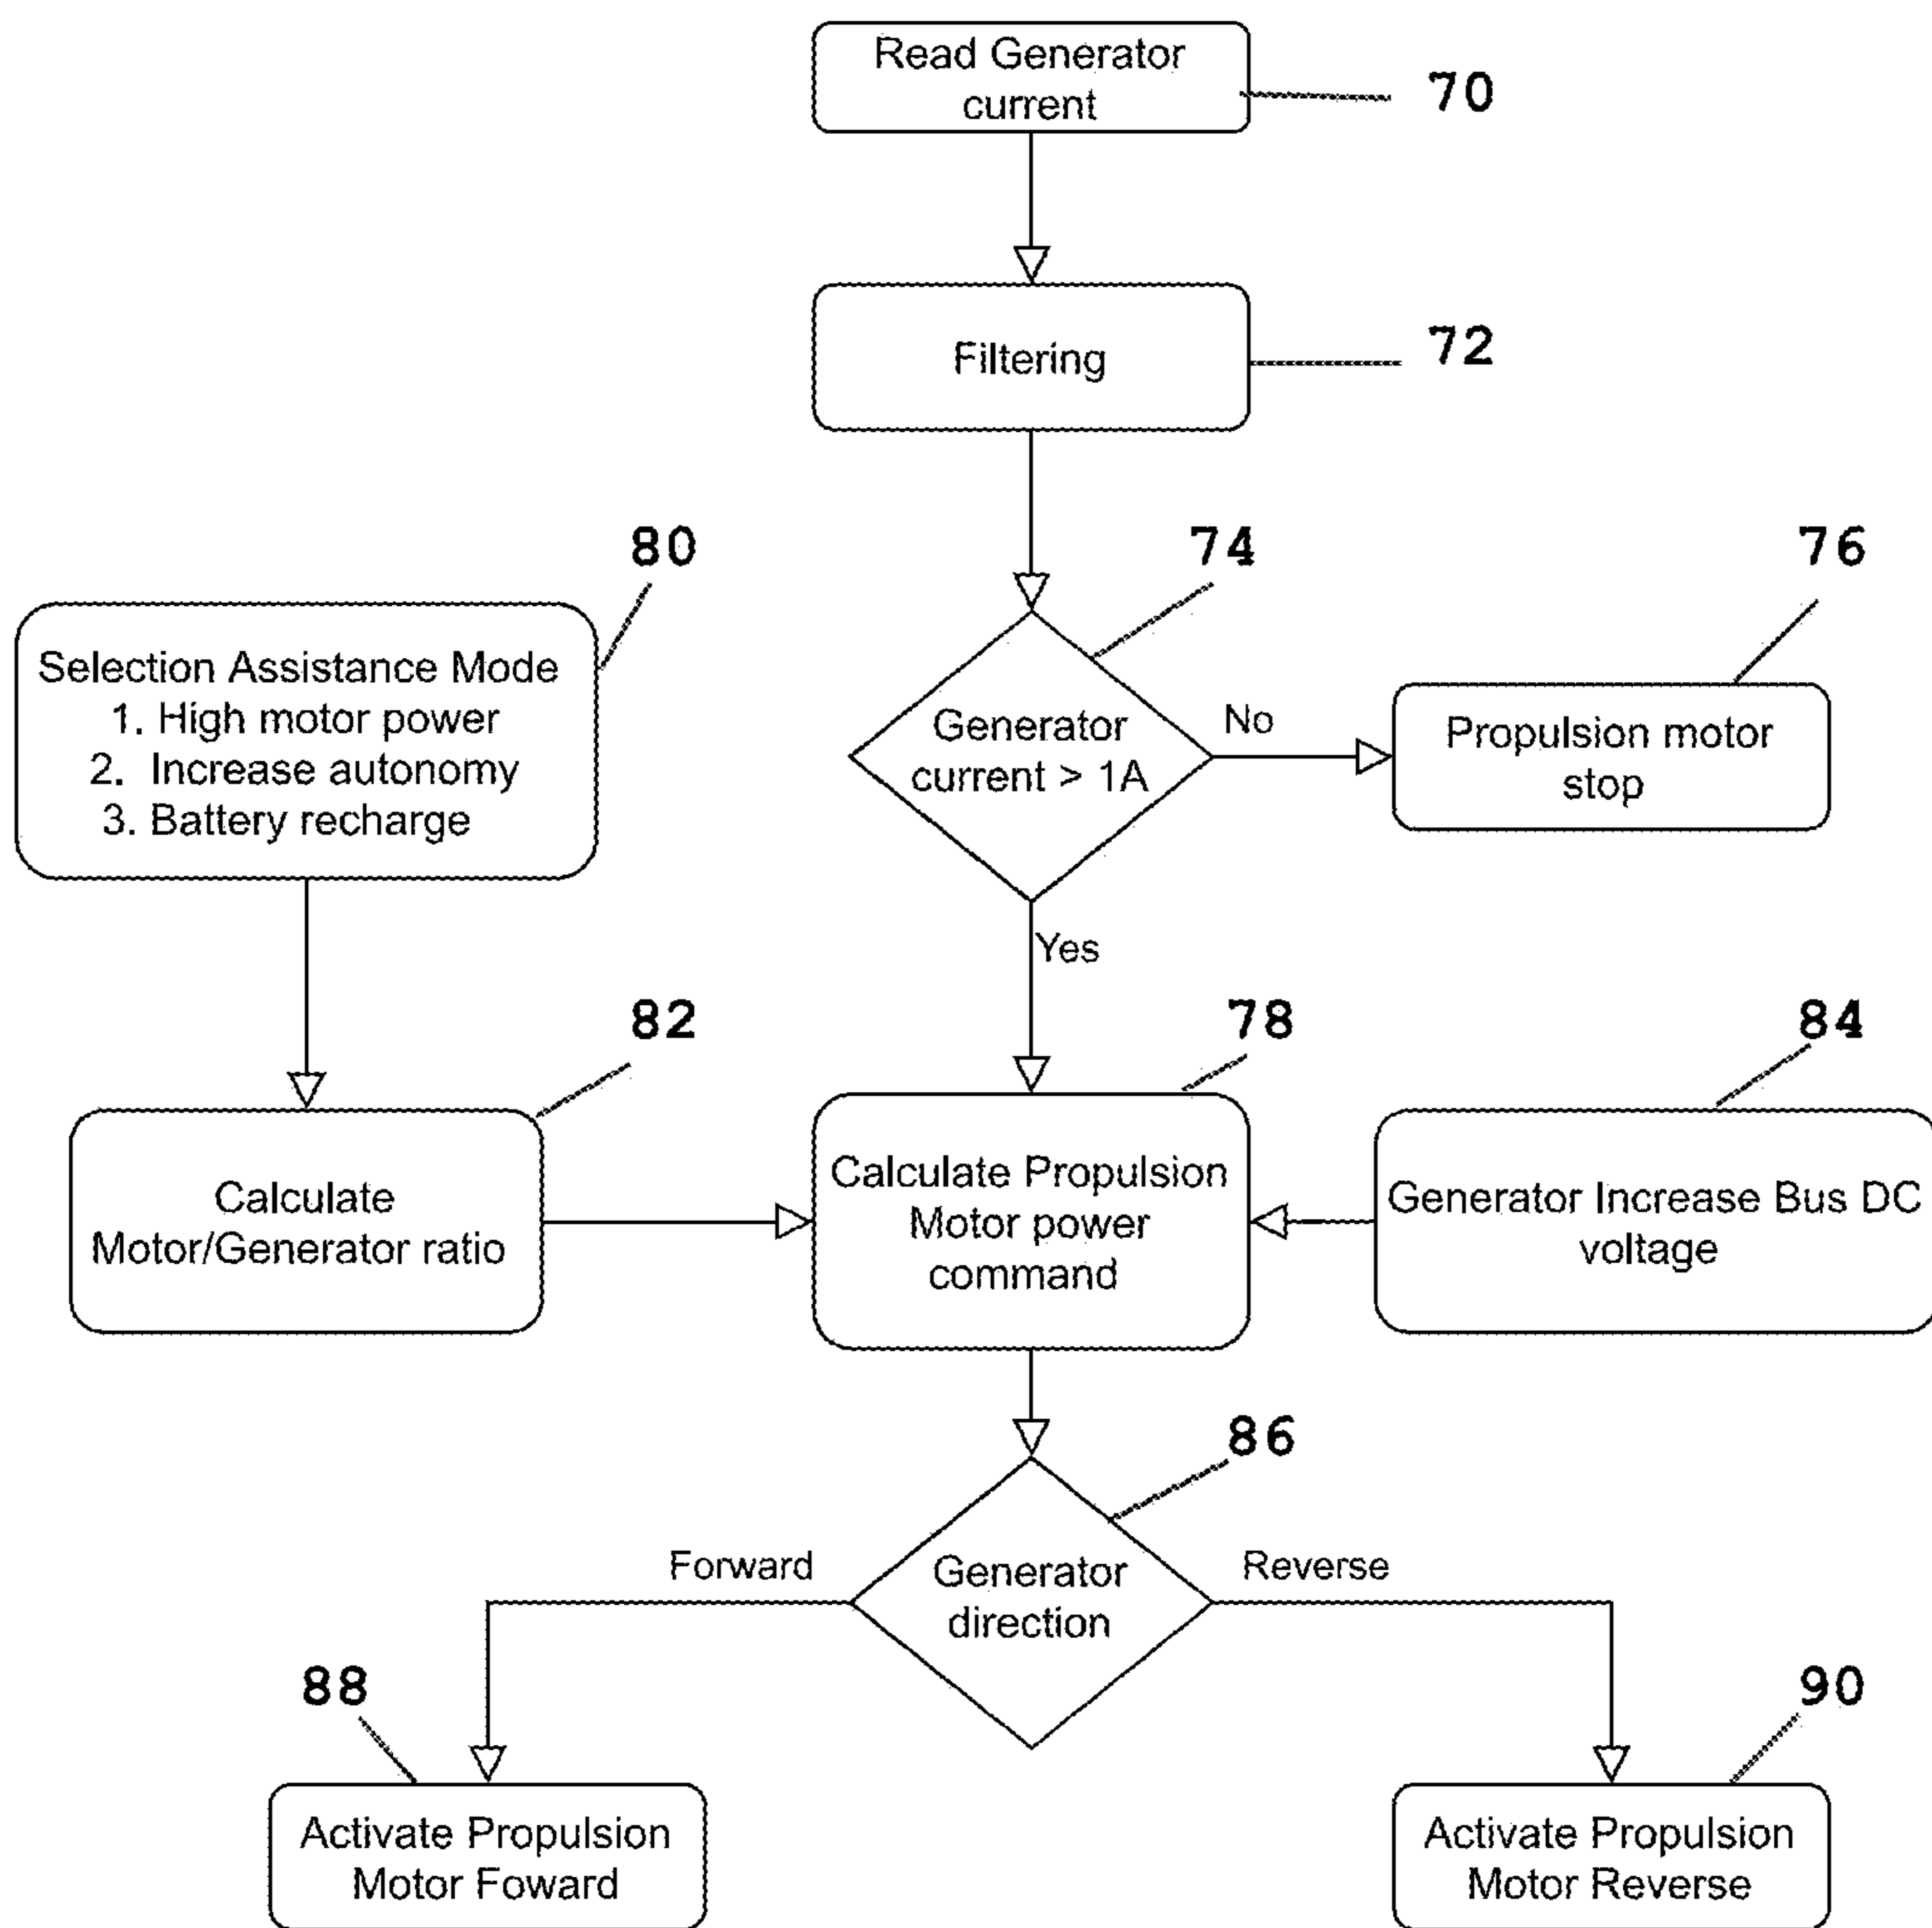 Read Generator
current
70
Filtering
72
80
74
76
Selection Assistance Mode
1. High motor power
2. Increase autonomy
3. Battery recharge
Generator
current > 1A
No
Propulsion motor
stop
Yes
82
78
84
Calculate
Motor/Generator ratio
Calculate Propulsion
Motor power
command
Generator Increase Bus DC
voltage
86
Forward
Generator
direction
Reverse
88
90
Activate Propulsion
Motor Foward
Activate Propulsion
Motor Reverse